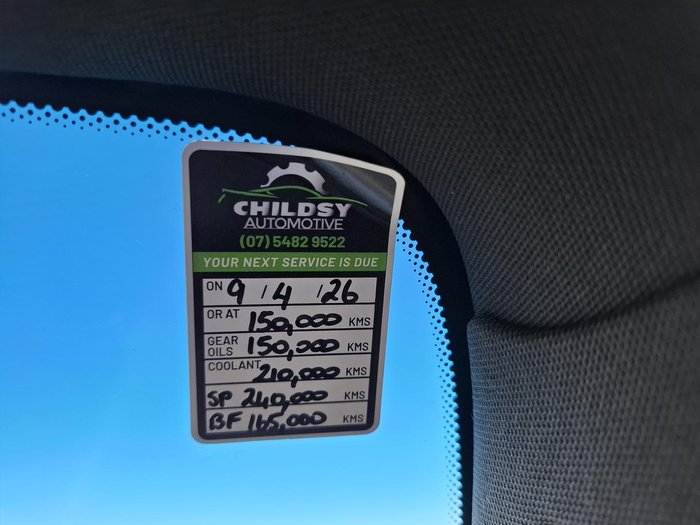 CHILDSY
AUTOMOTIVE
(07) 5482 9522
YOUR NEXT SERVICE IS DUE
ON 9 / 4 / 26
OR AT 150,000 KMS
GEAR OILS 150,000 KMS
COOLANT 210,000 KMS
SP 240,000 KMS
BF 165,000 KMS